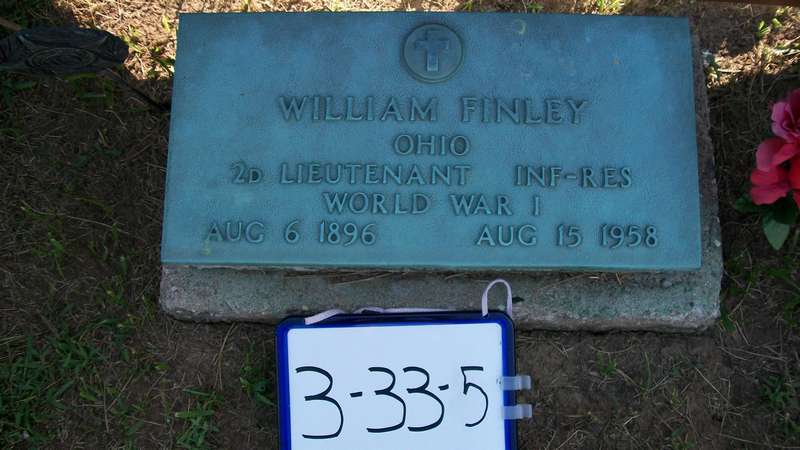 WILLIAM FINLEY
OHIO
2D LIEUTENANT INF-RES
WORLD WAR I
AUG 6 1896 AUG 15 1958
3-33-5